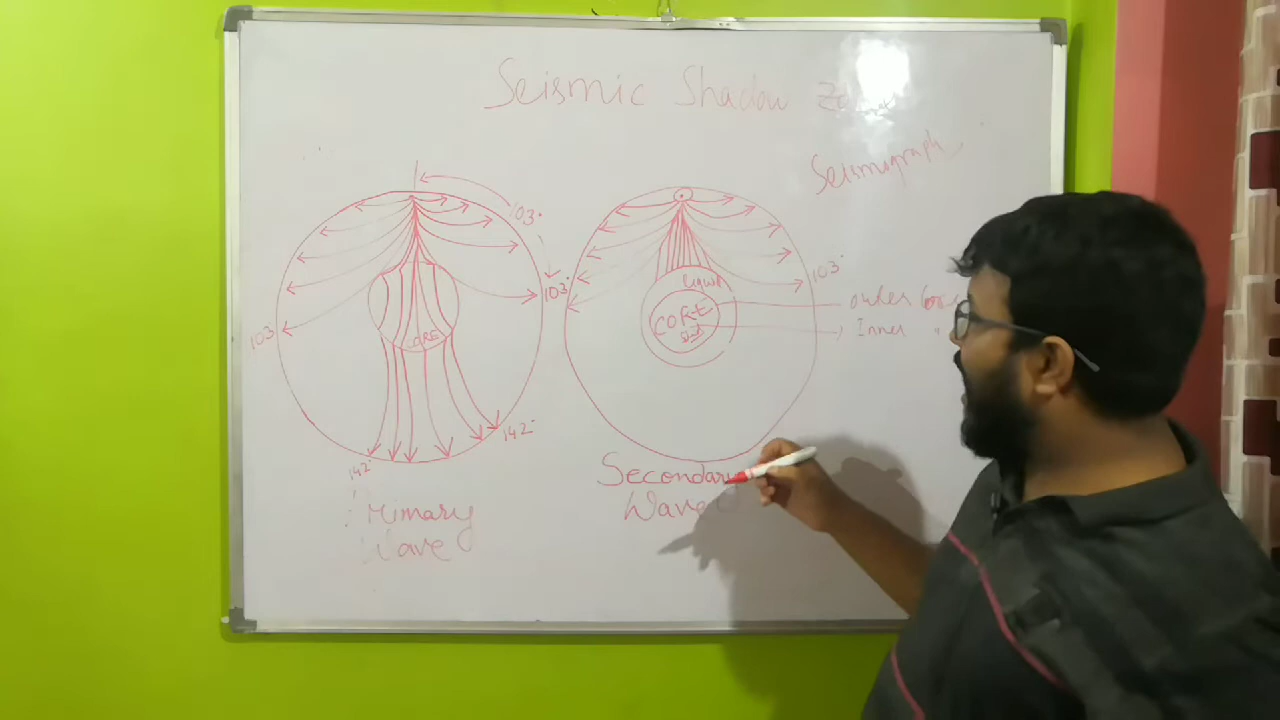 Seismic Shadow
Seismograph
103°
103°
103°
103
CORE
142°
142°
Primary
Wave
liquid
CORE
outer
Inner "
Secondary
Wave